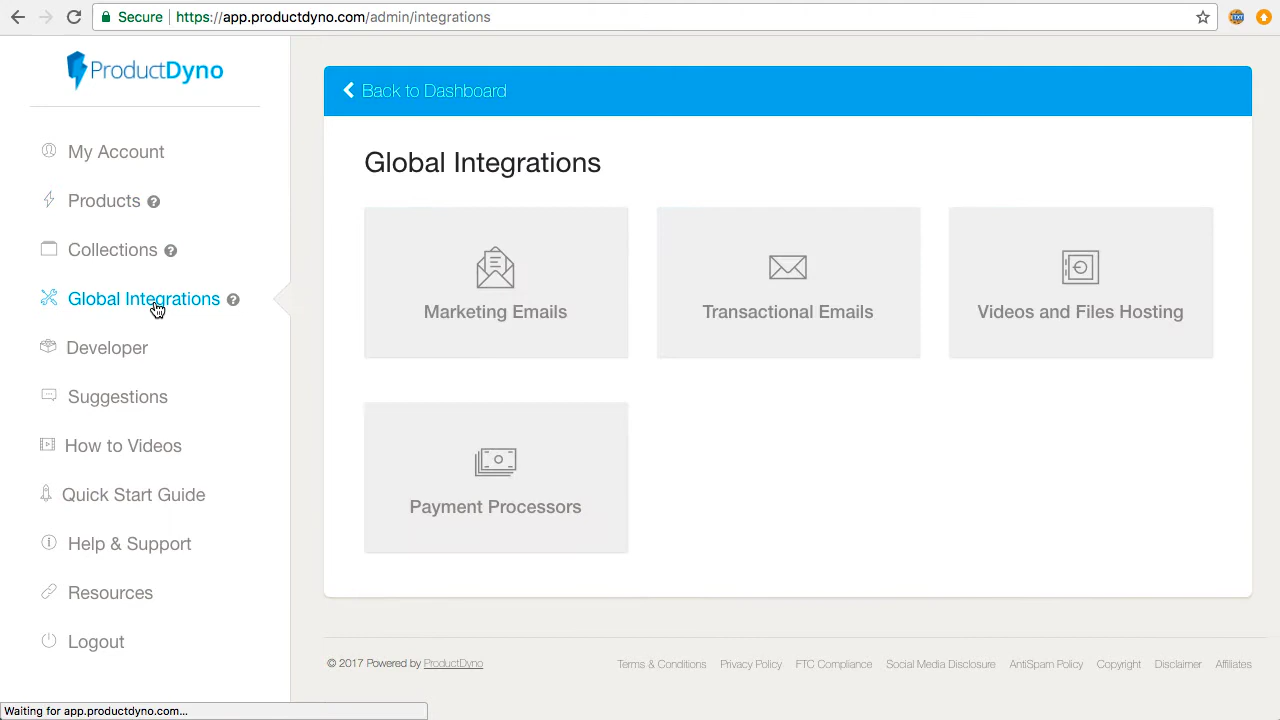 Secure
https://app.productdyno.com/admin/integrations
TXT
ProductDyno
My Account
Products ?
Collections ?
Global Integrations ?
Developer
Suggestions
How to Videos
Quick Start Guide
Help & Support
Resources
Logout
Back to Dashboard
Global Integrations
Marketing Emails
Transactional Emails
Videos and Files Hosting
Payment Processors
© 2017 Powered by ProductDyno
Terms & Conditions Privacy Policy FTC Compliance Social Media Disclosure AntiSpam Policy Copyright Disclaimer Affiliates
Waiting for app.productdyno.com...